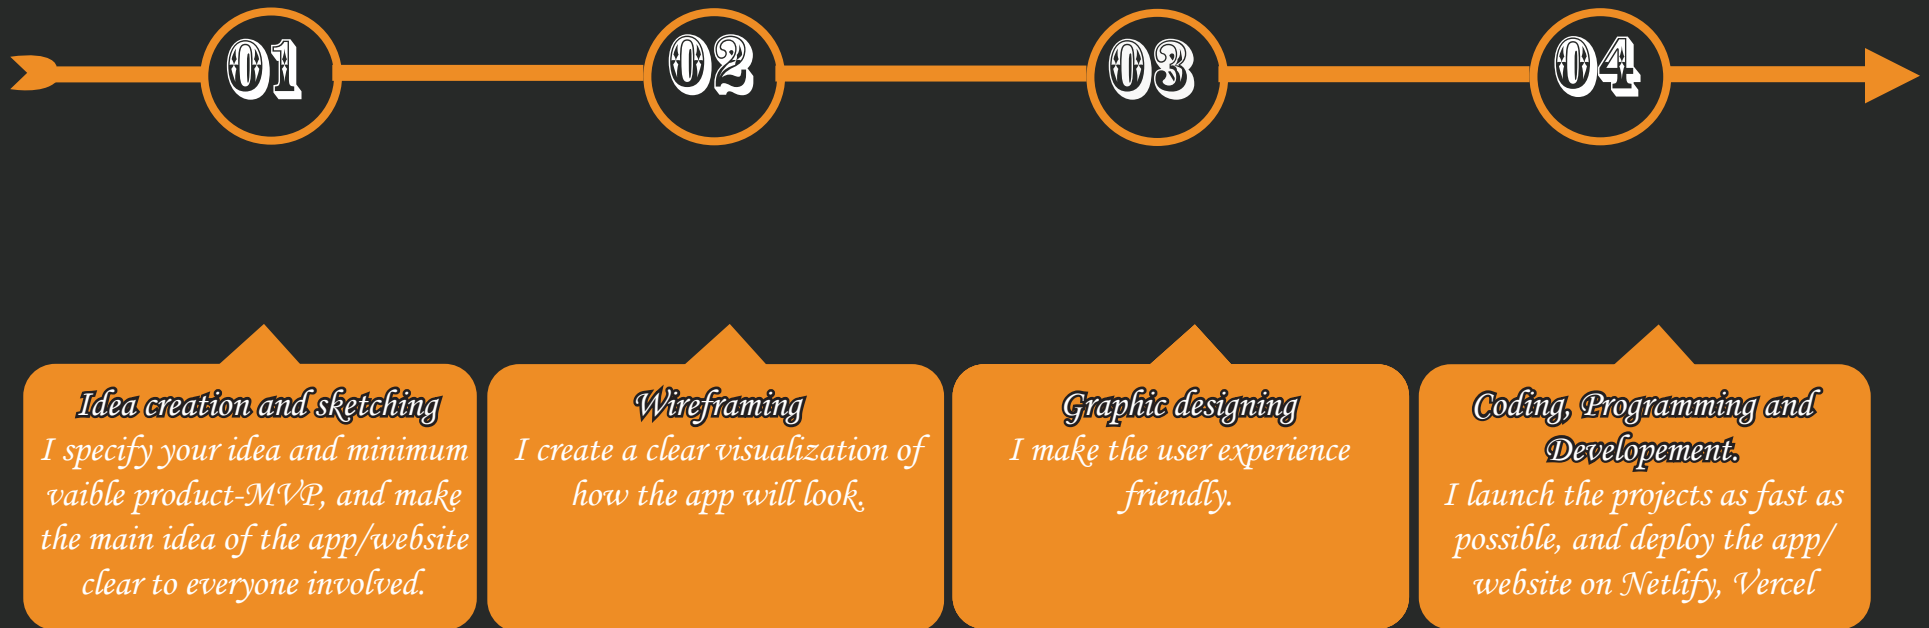 01
02
03
04
Idea creation and sketching
I specify your idea and minimum
vaible product-MVP, and make
the main idea of the app/website
clear to everyone involved.
Wireframing
I create a clear visualization of
how the app will look.
Graphic designing
I make the user experience
friendly.
Coding, Programming and
Developement.
I launch the projects as fast as
possible, and deploy the app/
website on Netlify, Vercel